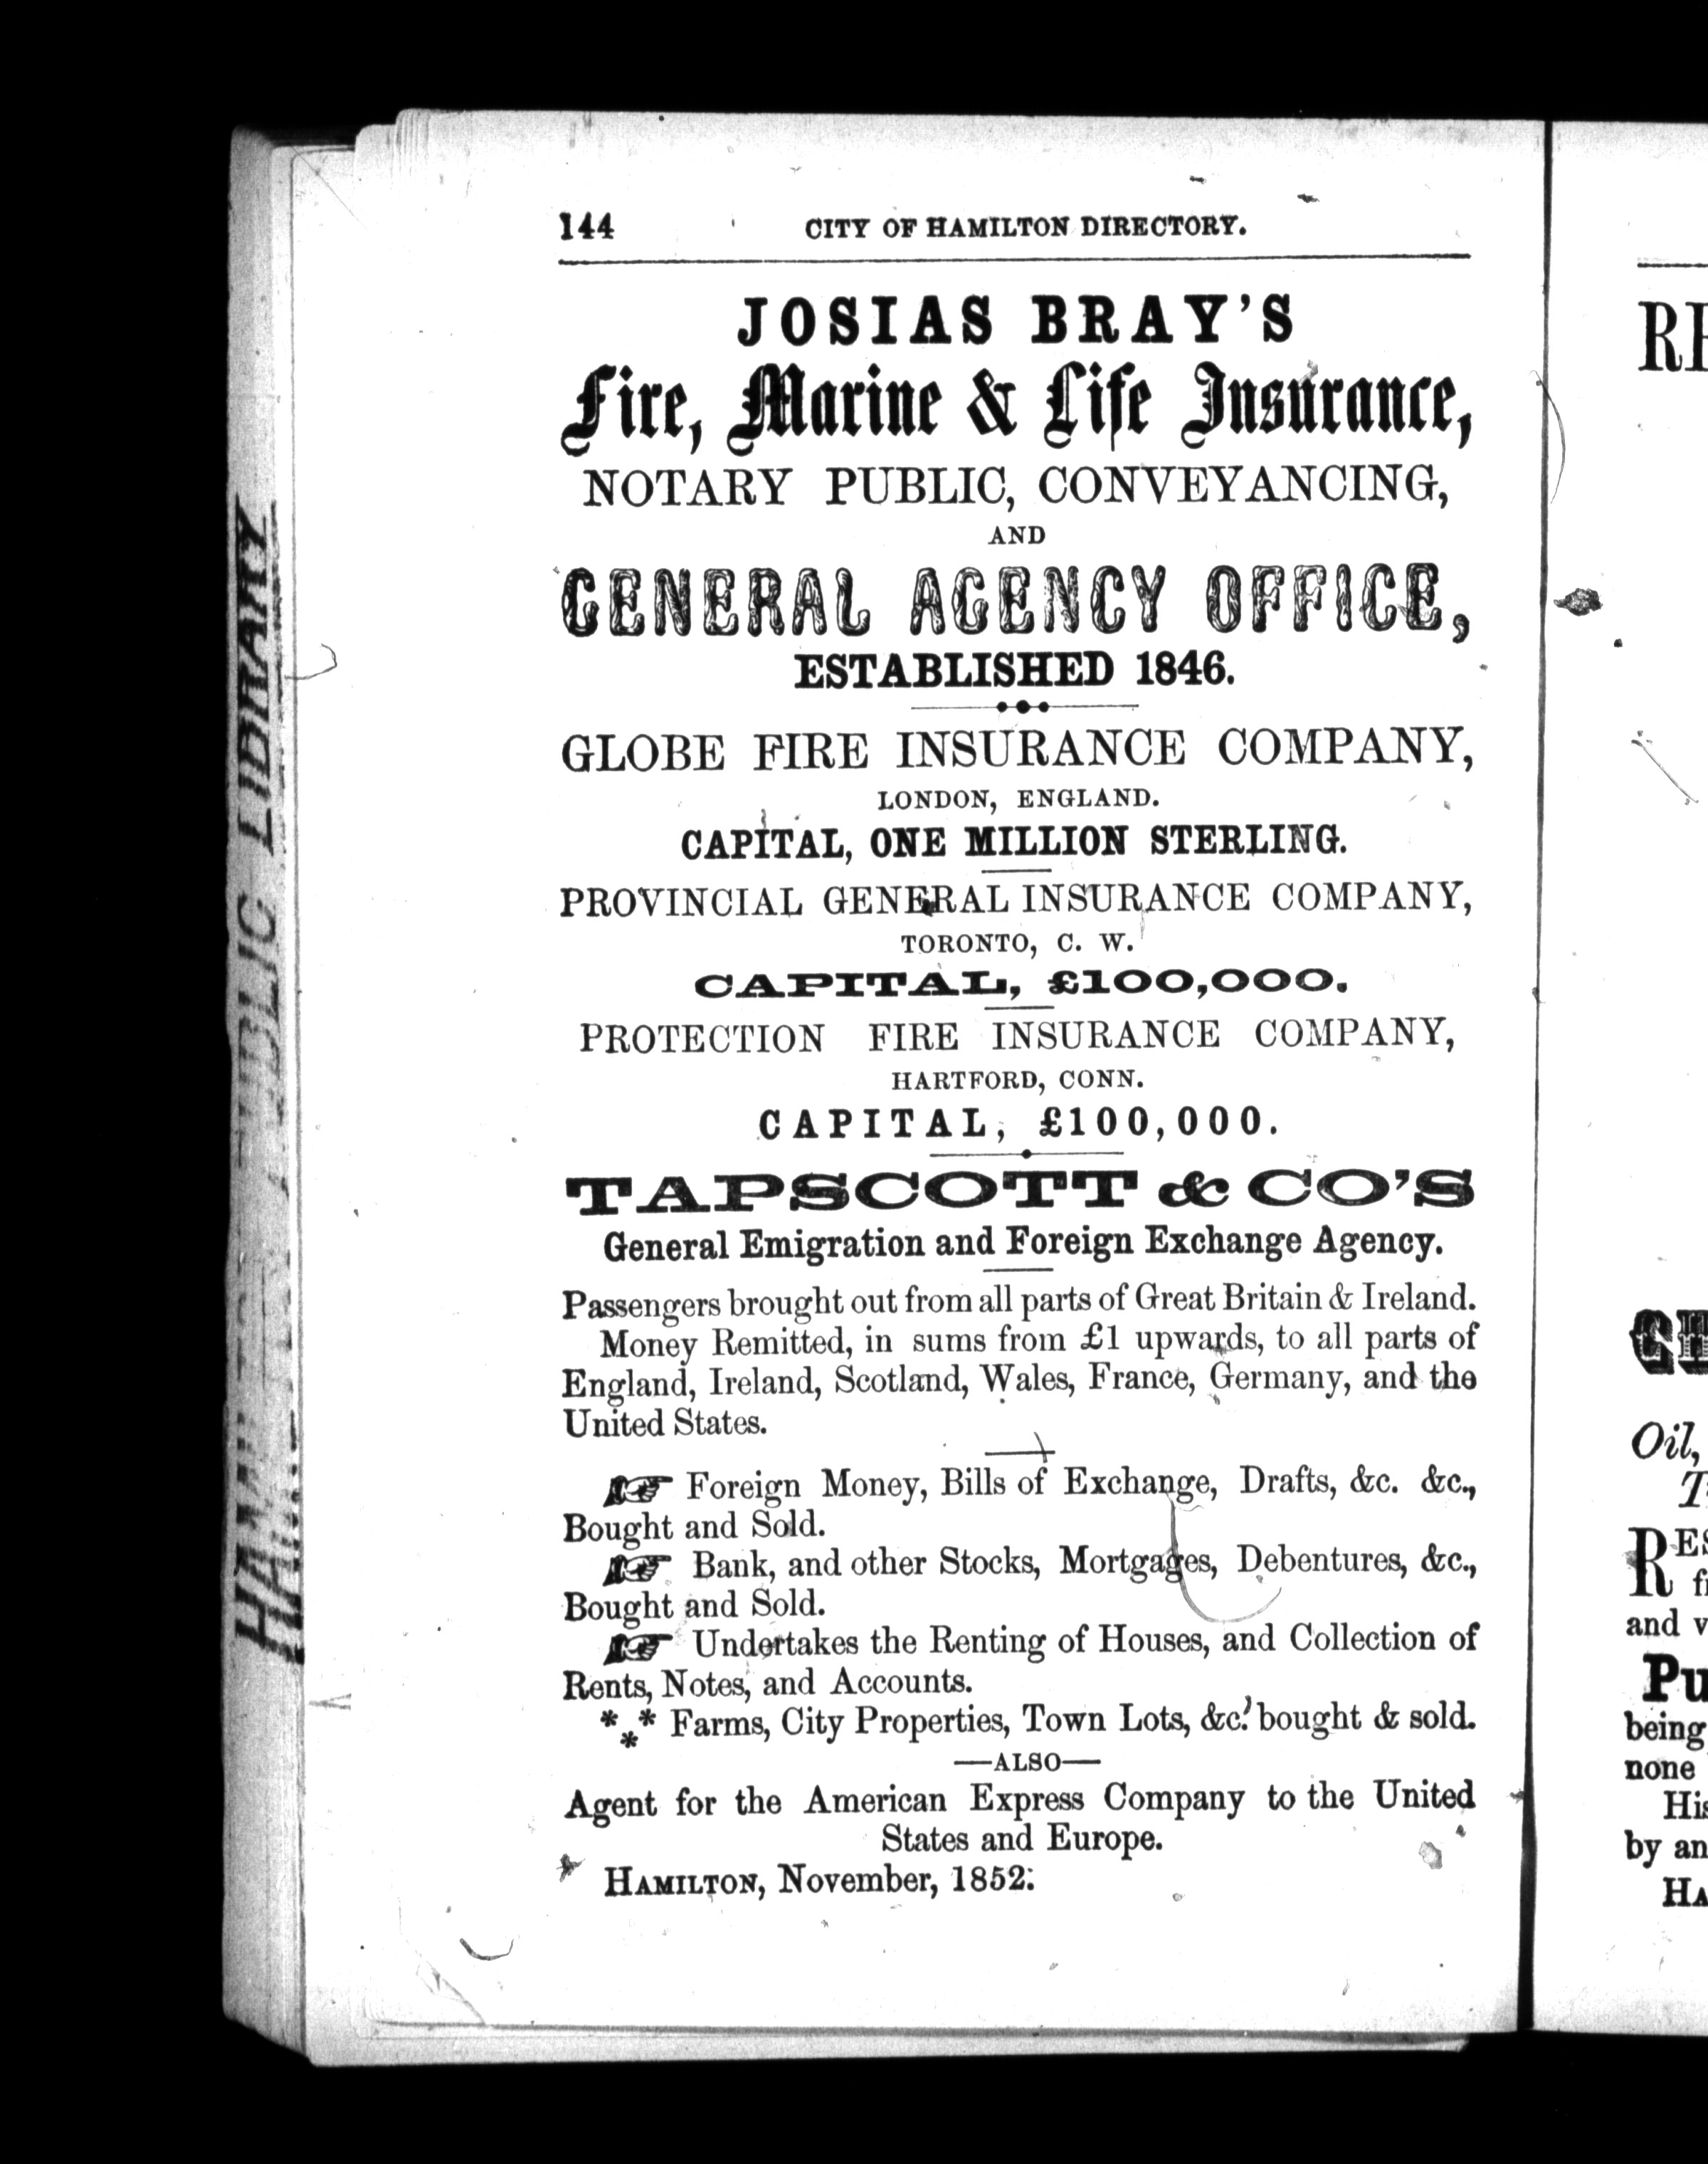 144 CITY OF HAMILTON DIRECTORY.
JOSIAS BRAY'S
Fire, Marine & Life Insurance,
NOTARY PUBLIC, CONVEYANCING,
AND
GENERAL AGENCY OFFICE,
ESTABLISHED 1846.
GLOBE FIRE INSURANCE COMPANY,
LONDON, ENGLAND.
CAPITAL, ONE MILLION STERLING.
PROVINCIAL GENERAL INSURANCE COMPANY,
TORONTO, C. W.
CAPITAL, £100,000.
PROTECTION FIRE INSURANCE COMPANY,
HARTFORD, CONN.
CAPITAL, £100,000.
TAPSCOTT & CO'S
General Emigration and Foreign Exchange Agency.
Passengers brought out from all parts of Great Britain & Ireland.
Money Remitted, in sums from £1 upwards, to all parts of
England, Ireland, Scotland, Wales, France, Germany, and the
United States.
☞ Foreign Money, Bills of Exchange, Drafts, &c. &c.,
Bought and Sold.
☞ Bank, and other Stocks, Mortgages, Debentures, &c.,
Bought and Sold.
☞ Undertakes the Renting of Houses, and Collection of
Rents, Notes, and Accounts.
*⁎* Farms, City Properties, Town Lots, &c. bought & sold.
—ALSO—
Agent for the American Express Company to the United
States and Europe.
HAMILTON, November, 1852.
PUBLIC LIBRARY
Oil,
and v
being
none
by an